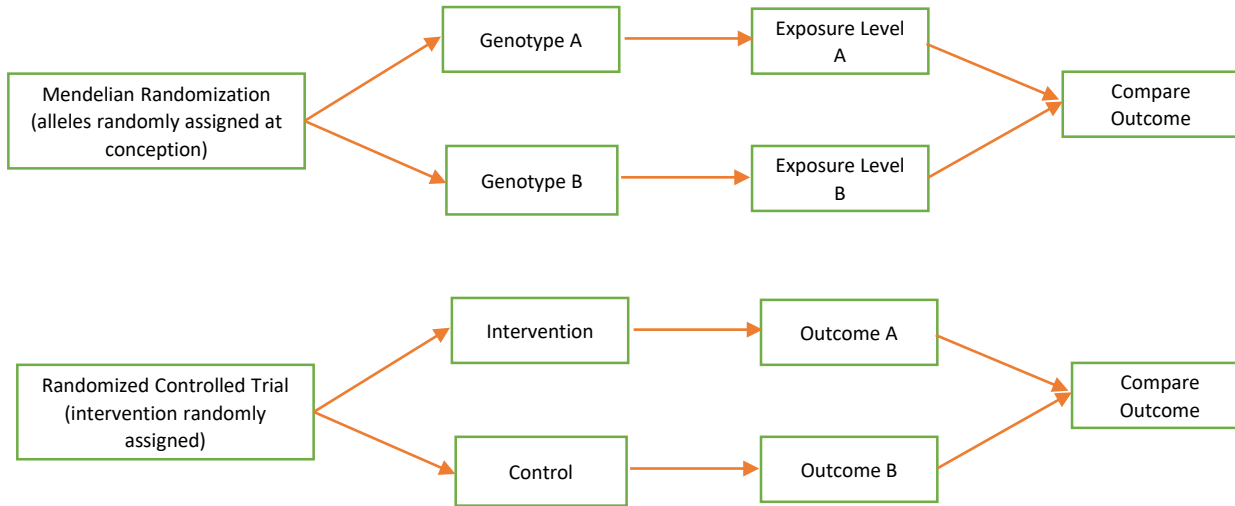 Genotype A
Exposure Level
A
Mendelian Randomization
(alleles randomly assigned at
conception)
Compare
Outcome
Genotype B
Exposure Level
B
Intervention
Outcome A
Randomized Controlled Trial
(intervention randomly
assigned)
Compare
Outcome
Control
Outcome B